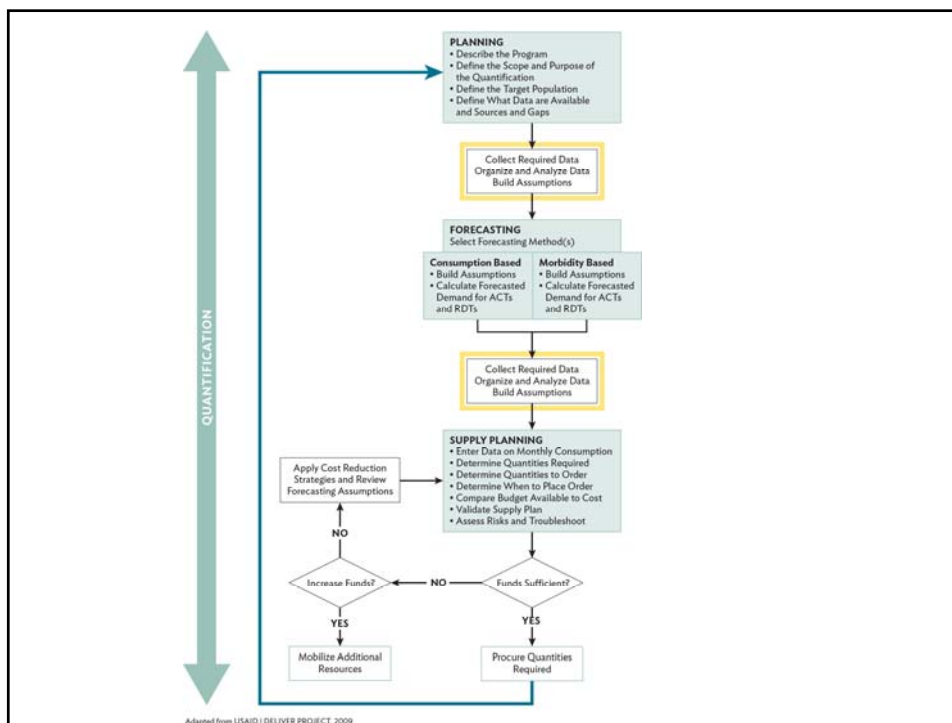 PLANNING
• Describe the Program
• Define the Scope and Purpose of
the Quantification
• Define the Target Population
• Define What Data are Available
and Sources and Gaps
Collect Required Data
Organize and Analyze Data
Build Assumptions
FORECASTING
Select Forecasting Method(s)
Consumption Based
• Build Assumptions
• Calculate Forecasted
Demand for ACTs
and RDTs
Morbidity Based
• Build Assumptions
• Calculate Forecasted
Demand for ACTs
and RDTs
Collect Required Data
Organize and Analyze Data
Build Assumptions
QUANTIFICATION
SUPPLY PLANNING
• Enter Data on Monthly Consumption
• Determine Quantities Required
• Determine Quantities to Order
• Determine When to Place Order
• Compare Budget Available to Cost
• Validate Supply Plan
• Assess Risks and Troubleshoot
Apply Cost Reduction
Strategies and Review
Forecasting Assumptions
NO
Increase Funds?
NO
Funds Sufficient?
YES
YES
Mobilize Additional
Resources
Procure Quantities
Required
Adapted from USAID | DELIVER PROJECT, 2009